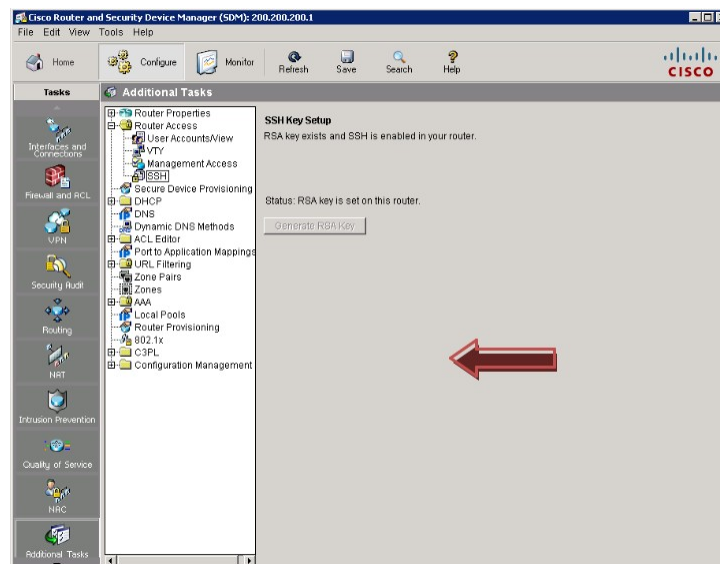 Cisco Router and Security Device Manager (SDM): 200.200.200.1
File Edit View Tools Help
Home
Configure
Monitor
Refresh
Save
Search
Help
CISCO
Tasks
Additional Tasks
Interfaces and
Connections
Firewall and ACL
VPN
Security Audit
Routing
NAT
Intrusion Prevention
Quality of Service
NAC
Additional Tasks
Router Properties
Router Access
User Accounts/View
VTY
Management Access
SSH
Secure Device Provisioning
DHCP
DNS
Dynamic DNS Methods
ACL Editor
Port to Application Mappings
URL Filtering
Zone Pairs
Zones
AAA
Local Pools
Router Provisioning
802.1x
C3PL
Configuration Management
SSH Key Setup
RSA key exists and SSH is enabled in your router.
Status: RSA key is set on this router.
Generate RSA Key